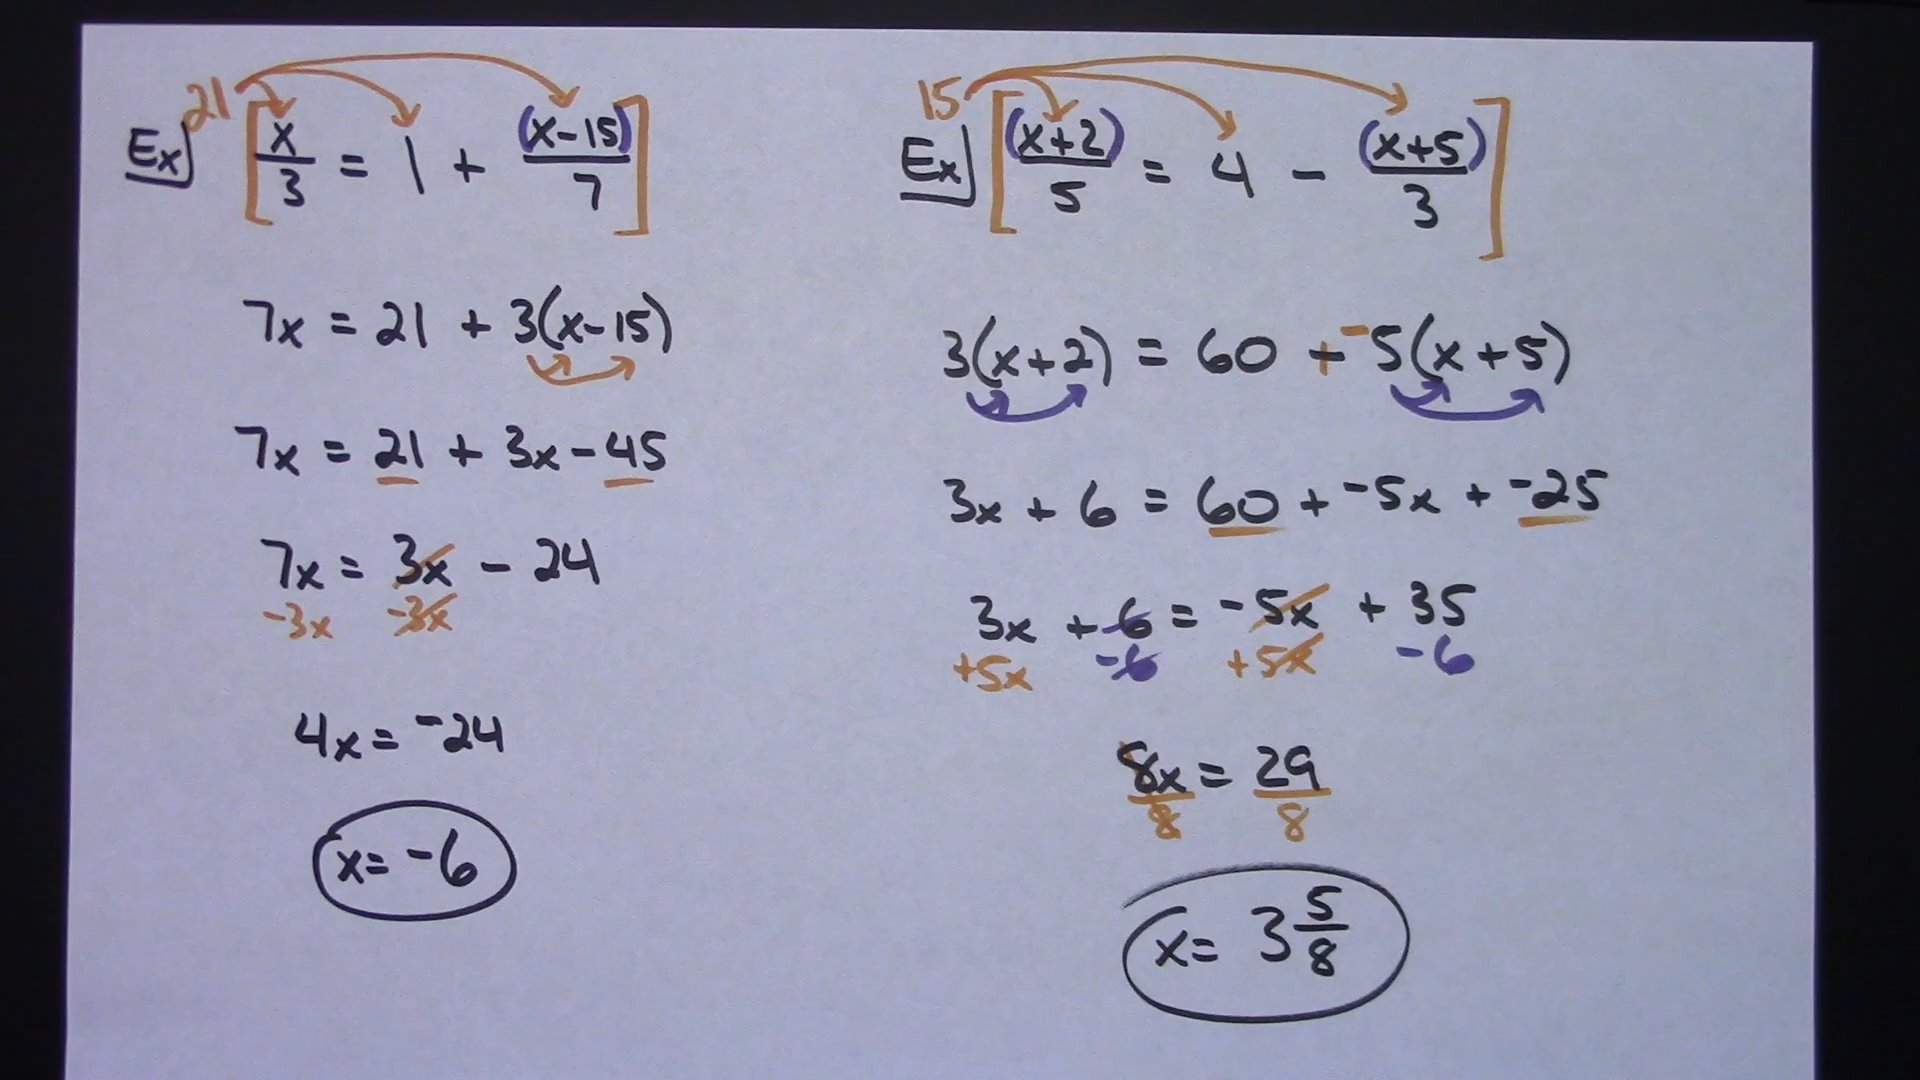 21
Ex [x/3 = 1 + (x-15)/7]
7x = 21 + 3(x-15)
7x = 21 + 3x - 45
7x = 3x - 24
-3x -3x
4x = -24
x = -6
15
Ex [(x+2)/5 = 4 - (x+5)/3]
3(x+2) = 60 + -5(x+5)
3x + 6 = 60 + -5x + -25
3x + 6 = -5x + 35
+5x -6 +5x -6
8x/8 = 29/8
x = 3 5/8